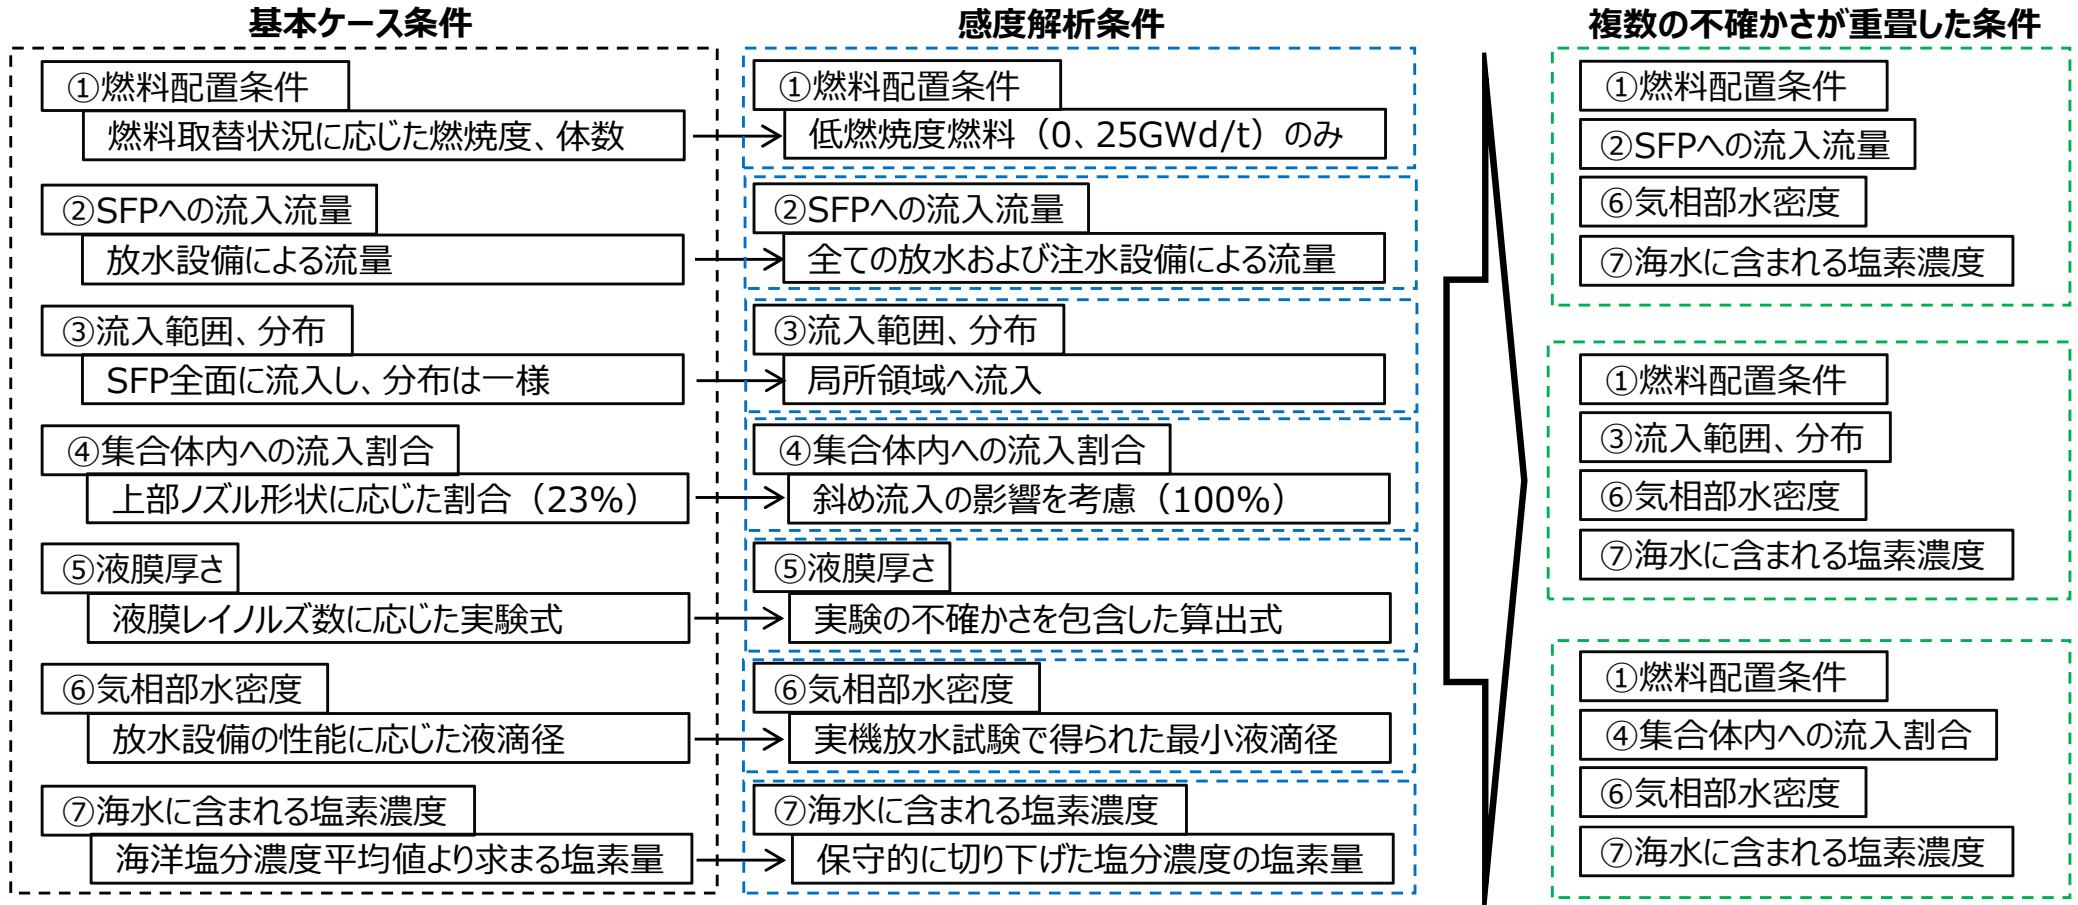 基本ケース条件
①燃料配置条件
燃料取替状況に応じた燃焼度、体数
②SFPへの流入流量
放水設備による流量
③流入範囲、分布
SFP全面に流入し、分布は一様
④集合体内への流入割合
上部ノズル形状に応じた割合（23%）
⑤液膜厚さ
液膜レイノルズ数に応じた実験式
⑥気相部水密度
放水設備の性能に応じた液滴径
⑦海水に含まれる塩素濃度
海洋塩分濃度平均値より求まる塩素量
感度解析条件
①燃料配置条件
低燃焼度燃料（0、25GWd/t）のみ
②SFPへの流入流量
全ての放水および注水設備による流量
③流入範囲、分布
局所領域へ流入
④集合体内への流入割合
斜め流入の影響を考慮（100%）
⑤液膜厚さ
実験の不確かさを包含した算出式
⑥気相部水密度
実機放水試験で得られた最小液滴径
⑦海水に含まれる塩素濃度
保守的に切り下げた塩分濃度の塩素量
複数の不確かさが重畳した条件
①燃料配置条件
②SFPへの流入流量
⑥気相部水密度
⑦海水に含まれる塩素濃度
①燃料配置条件
③流入範囲、分布
⑥気相部水密度
⑦海水に含まれる塩素濃度
①燃料配置条件
④集合体内への流入割合
⑥気相部水密度
⑦海水に含まれる塩素濃度